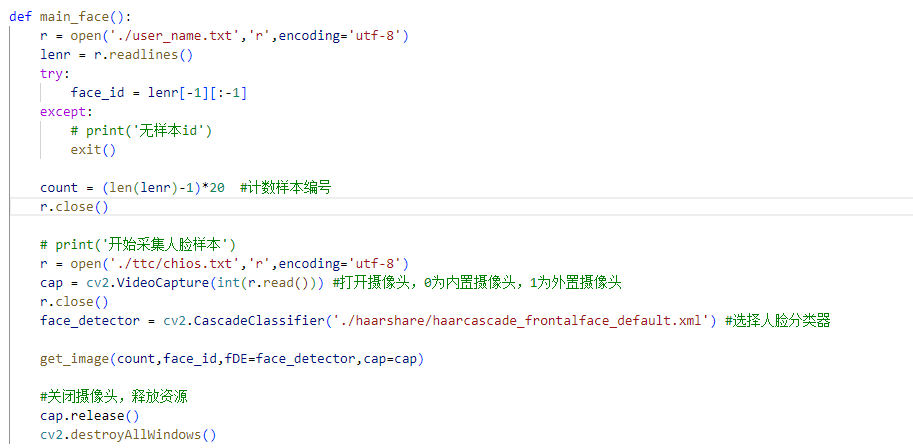 def main_face():
r = open('./user_name.txt','r',encoding='utf-8')
lenr = r.readlines()
try:
face_id = lenr[-1][:-1]
except:
# print('无样本id')
exit()
count = (len(lenr)-1)*20  #计数样本编号
r.close()
# print('开始采集人脸样本')
r = open('./ttc/chios.txt','r',encoding='utf-8')
cap = cv2.VideoCapture(int(r.read())) #打开摄像头，0为内置摄像头，1为外置摄像头
r.close()
face_detector = cv2.CascadeClassifier('./haarshare/haarcascade_frontalface_default.xml') #选择人脸分类器
get_image(count,face_id,fDE=face_detector,cap=cap)
#关闭摄像头，释放资源
cap.release()
cv2.destroyAllWindows()